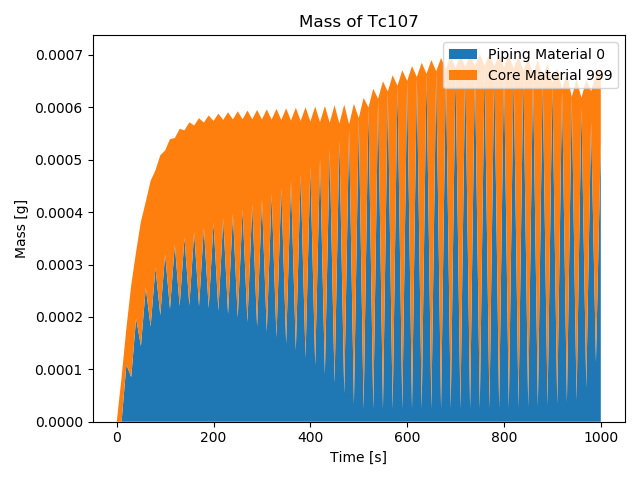 Mass of Tc107
Piping Material 0
Core Material 999
Mass [g]
0.0007
0.0006
0.0005
0.0004
0.0003
0.0002
0.0001
0.0000
0
200
400
600
800
1000
Time [s]